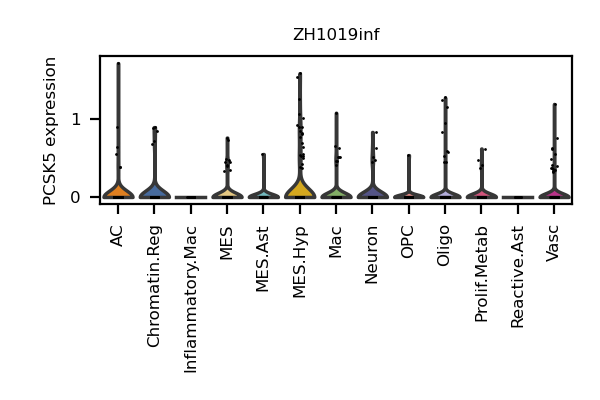 ZH1019inf
PCSK5 expression
1
0
AC
Chromatin.Reg
Inflammatory.Mac
MES
MES.Ast
MES.Hyp
Mac
Neuron
OPC
Oligo
Prolif.Metab
Reactive.Ast
Vasc